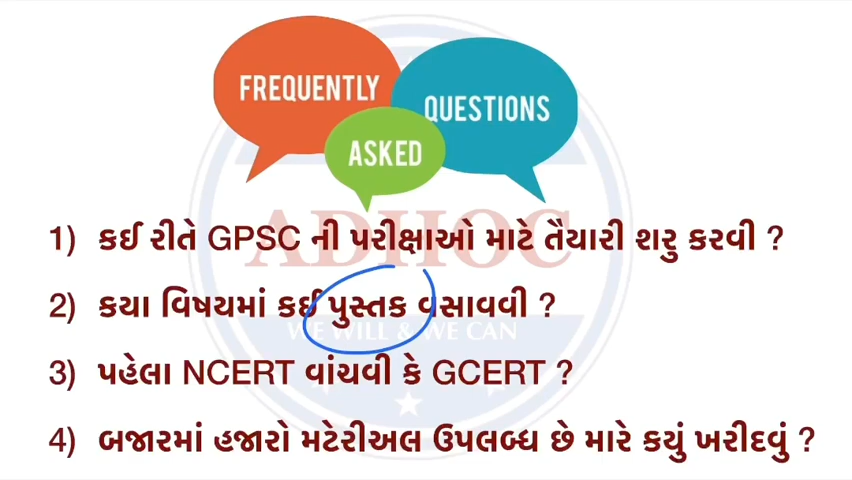 FREQUENTLY
ASKED
QUESTIONS
ADHOC
1) કઈ રીતે GPSC ની પરીક્ષાઓ માટે તૈયારી શરુ કરવી ?
2) કયા વિષયમાં કઈ પુસ્તક વસાવવી ?
WE WILL & WE CAN
3) પહેલા NCERT વાંચવી કે GCERT ?
4) બજારમાં હજારો મટેરીઅલ ઉપલબ્ધ છે મારે કયું ખરીદવું ?